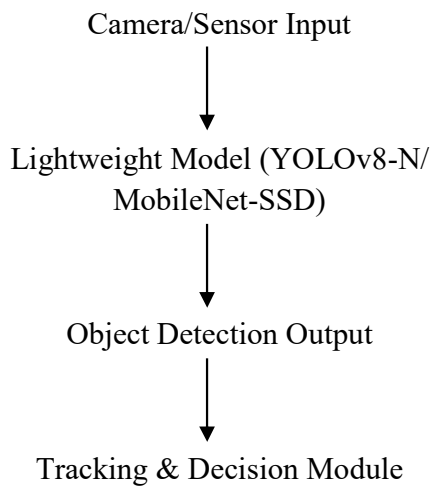 Camera/Sensor Input
Lightweight Model (YOLOv8-N/
MobileNet-SSD)
Object Detection Output
Tracking & Decision Module